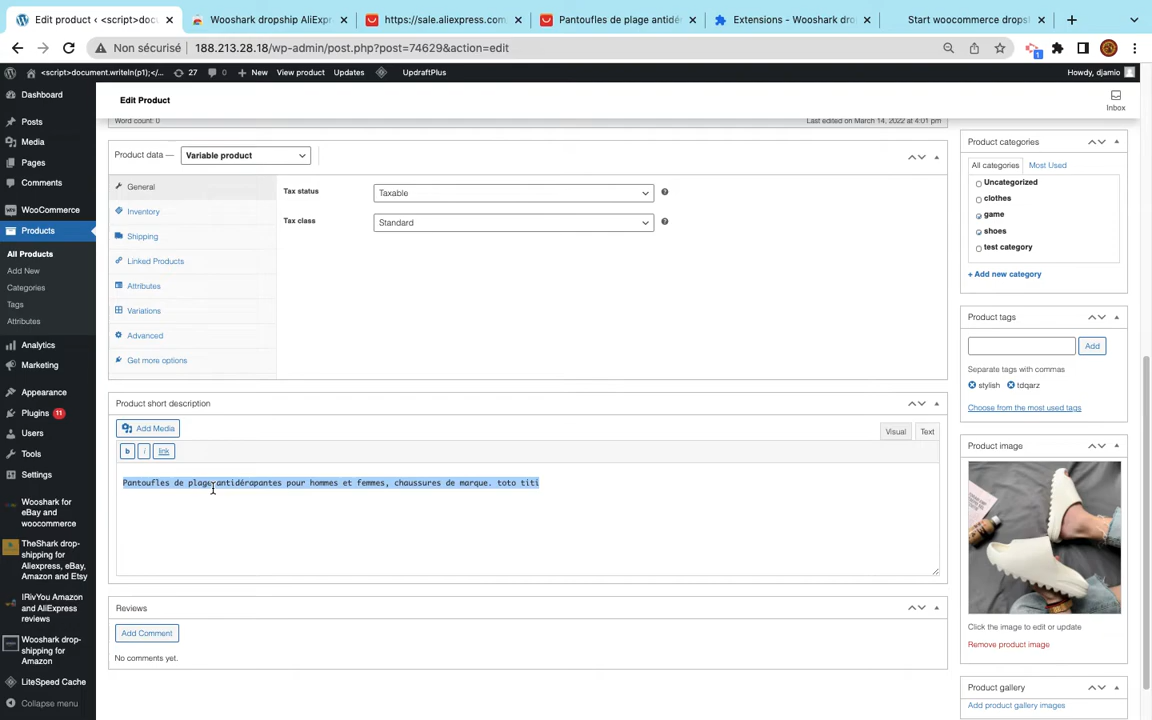 Edit product ‹ <script>docu
Wooshark dropship AliExpr
https://sale.aliexpress.com
Pantoufles de plage antidé
Extensions - Wooshark dro
Start woocommerce drops
Non sécurisé
188.213.28.18/wp-admin/post.php?post=74629&action=edit
<script>document.writeln(p1);</…
27
0
New
View product
Updates
UpdraftPlus
Howdy, djamio
Dashboard
Posts
Media
Pages
Comments
WooCommerce
Products
All Products
Add New
Categories
Tags
Attributes
Analytics
Marketing
Appearance
Plugins 11
Users
Tools
Settings
Wooshark for
eBay and
woocommerce
TheShark drop-
shipping for
Aliexpress, eBay,
Amazon and Etsy
IRivYou Amazon
and AliExpress
reviews
Wooshark drop-
shipping for
Amazon
LiteSpeed Cache
Collapse menu
Edit Product
Inbox
Word count: 0
Last edited on March 14, 2022 at 4:01 pm
Product data — Variable product
General
Inventory
Shipping
Linked Products
Attributes
Variations
Advanced
Get more options
Tax status
Taxable
Tax class
Standard
Product short description
Add Media
Visual
Text
b
i
link
Pantoufles de plage antidérapantes pour hommes et femmes, chaussures de marque. toto titi
Reviews
Add Comment
No comments yet.
Product categories
All categories
Most Used
Uncategorized
clothes
game
shoes
test category
+ Add new category
Product tags
Add
Separate tags with commas
stylish
tdqarz
Choose from the most used tags
Product image
Click the image to edit or update
Remove product image
Product gallery
Add product gallery images